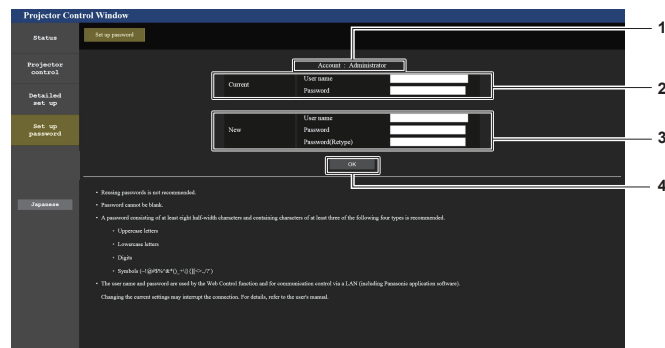 Projector Control Window
Status
Set up password
1
Projector
control
Account : Administrator
Current
User name
Password
2
Detailed
set up
Set up
password
New
User name
Password
Password(Retype)
3
OK
4
Japanese
• Reusing passwords is not recommended.
• Password cannot be blank.
• A password consisting of at least eight half-width characters and containing characters of at least three of the following four types is recommended.
• Uppercase letters
• Lowercase letters
• Digits
• The user name and password are used by the Web Control function and for communication control via a LAN (including Panasonic application software).
Changing the current settings may interrupt the connection. For details, refer to the user's manual.